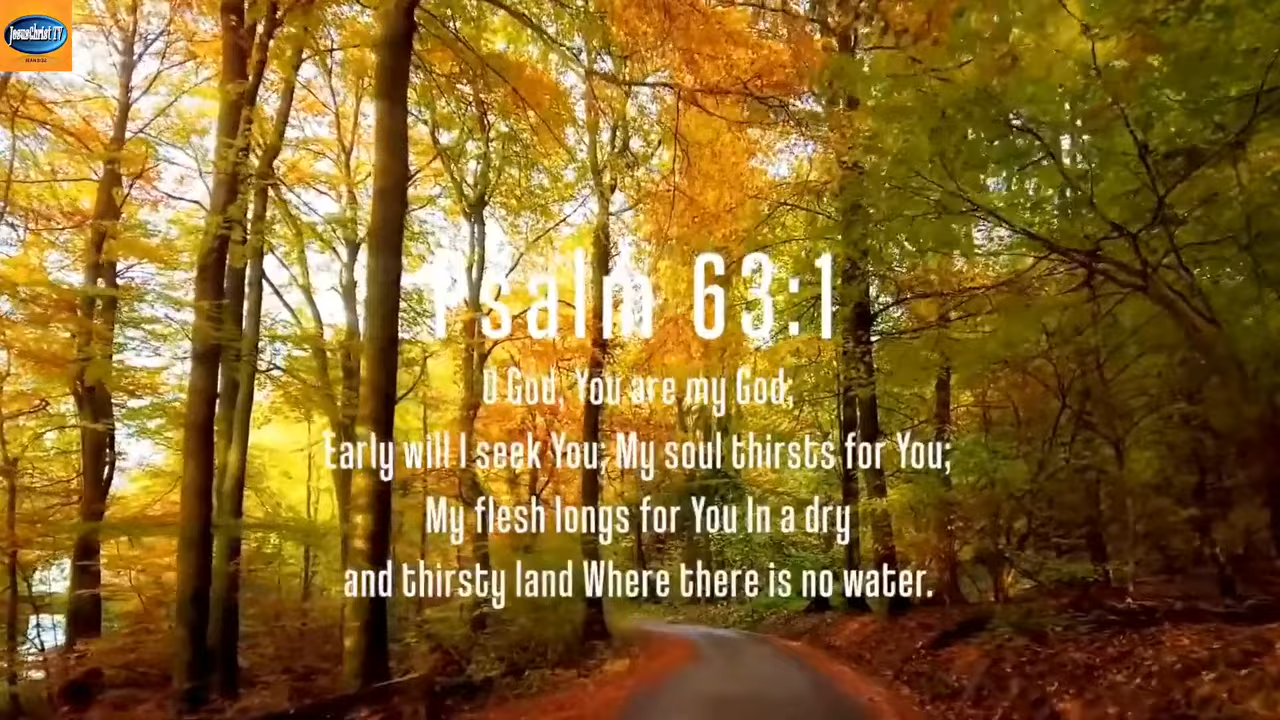 JesusChrist TV
Psalm 63:1
O God, You are my God;
Early will I seek You; My soul thirsts for You;
My flesh longs for You In a dry
and thirsty land Where there is no water.